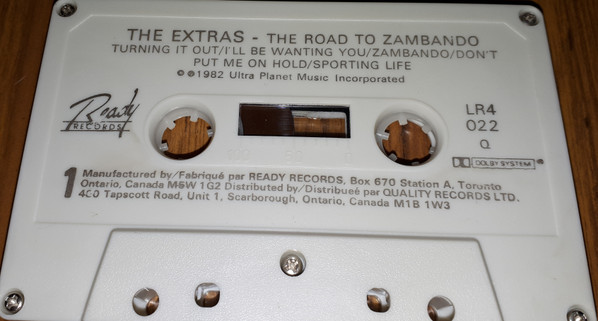 THE EXTRAS - THE ROAD TO ZAMBANDO
TURNING IT OUT/I'LL BE WANTING YOU/ZAMBANDO/DON'T
PUT ME ON HOLD/SPORTING LIFE
©℗1982 Ultra Planet Music Incorporated
Ready
RECORDS
LR4
022
Q
DOLBY SYSTEM
1
Manufactured by/Fabriqué par READY RECORDS, Box 670 Station A, Toronto
Ontario, Canada M5W 1G2 Distributed by/Distribueé par QUALITY RECORDS LTD.
400 Tapscott Road, Unit 1, Scarborough, Ontario, Canada M1B 1W3